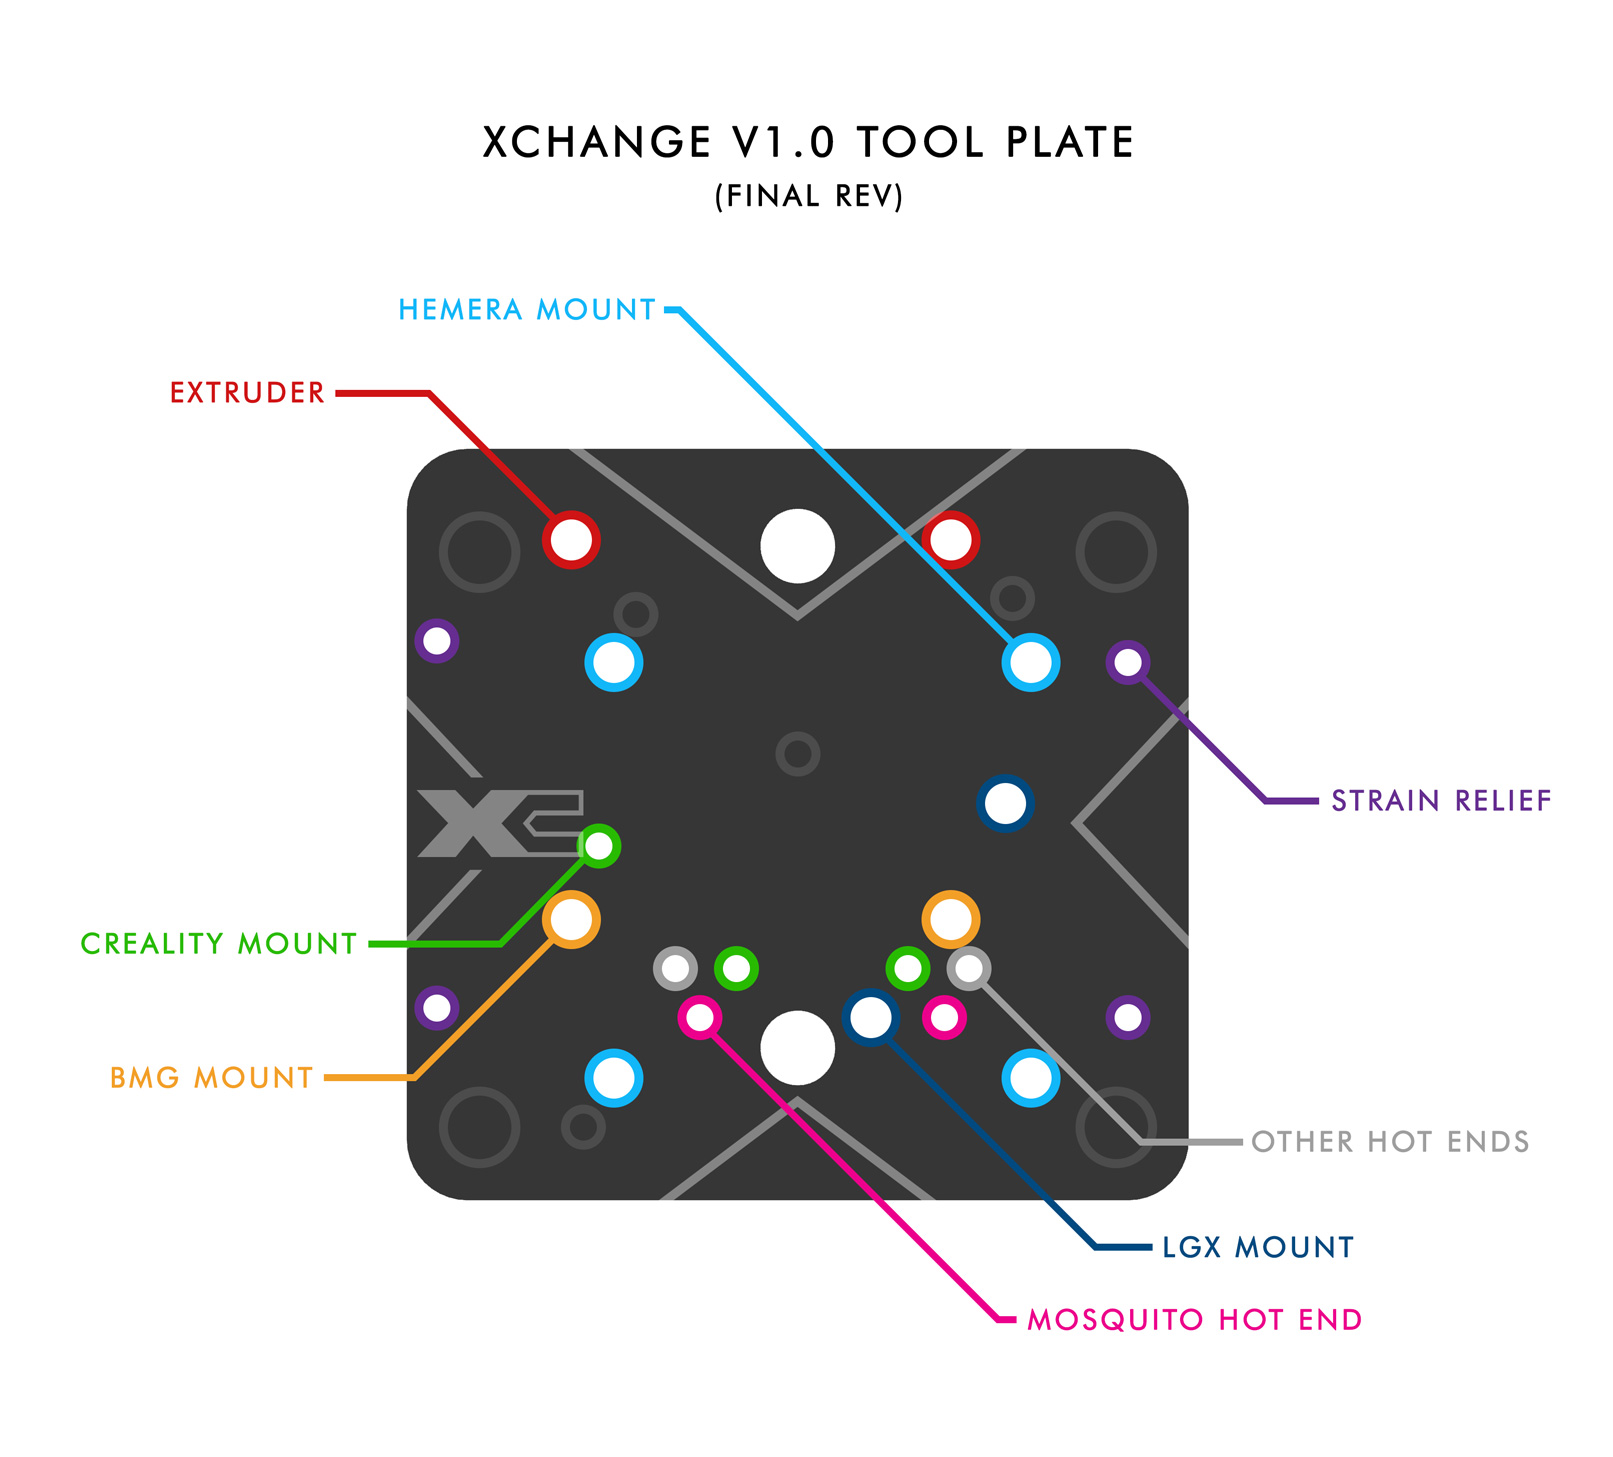 XCHANGE V1.0 TOOL PLATE
(FINAL REV)
HEMERA MOUNT
EXTRUDER
STRAIN RELIEF
XC
CREALITY MOUNT
BMG MOUNT
OTHER HOT ENDS
LGX MOUNT
MOSQUITO HOT END